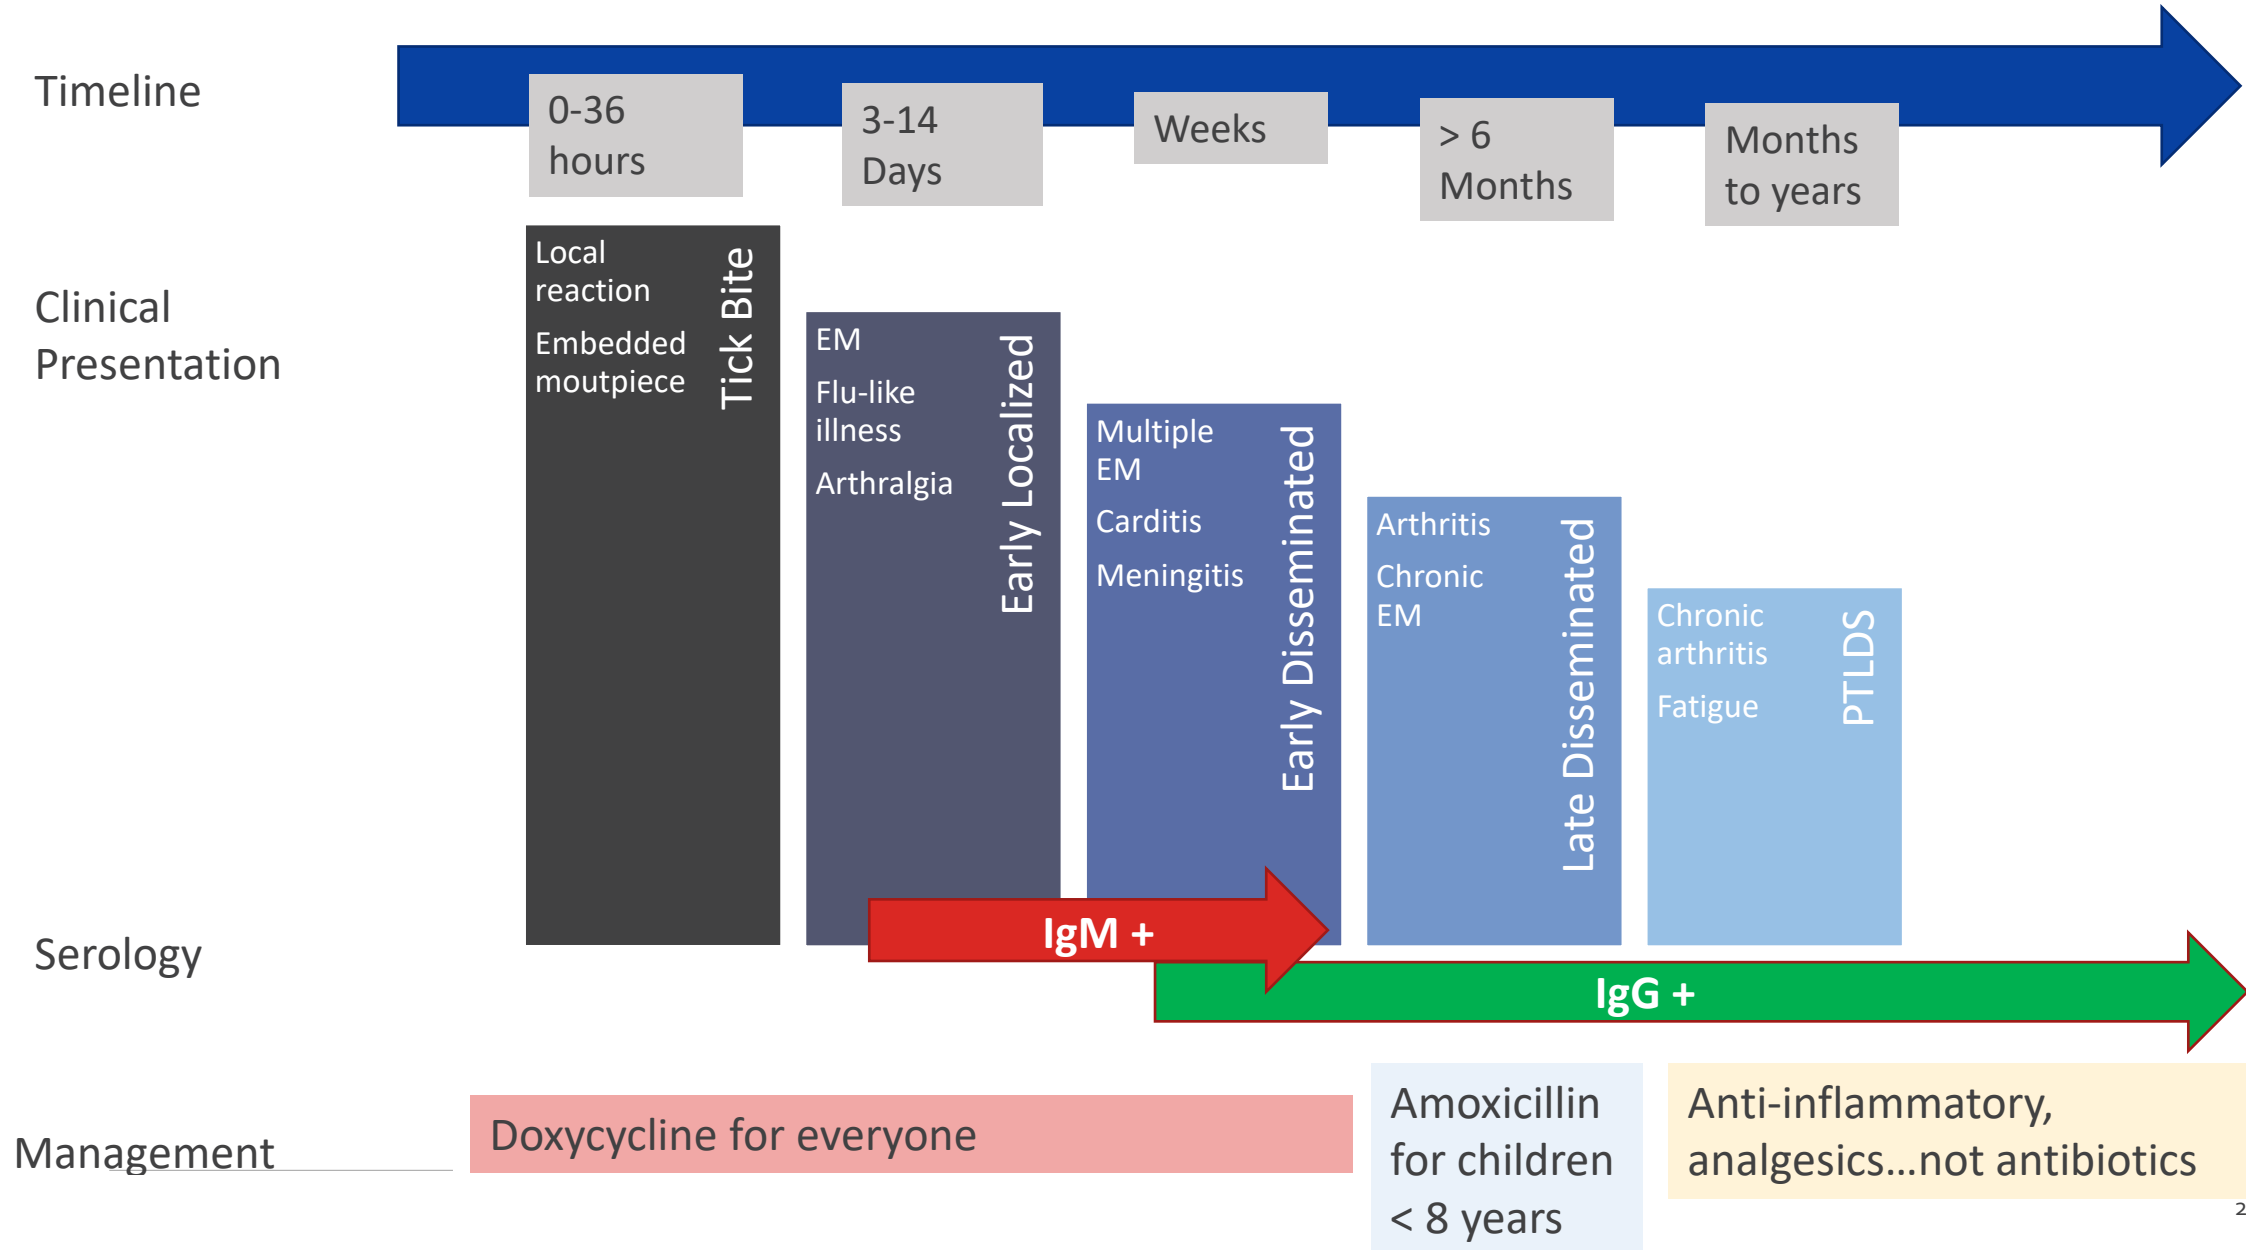 Timeline
0-36
hours
3-14
Days
Weeks
> 6
Months
Months
to years
Clinical
Presentation
Local
reaction
Embedded
moutpiece
Tick Bite
EM
Flu-like
illness
Arthralgia
Early Localized
Multiple
EM
Carditis
Meningitis
Early Disseminated
Arthritis
Chronic
EM
Late Disseminated
Chronic
arthritis
Fatigue
PTLDS
Serology
IgM +
IgG +
Management
Doxycycline for everyone
Amoxicillin
for children
< 8 years
Anti-inflammatory,
analgesics...not antibiotics
2